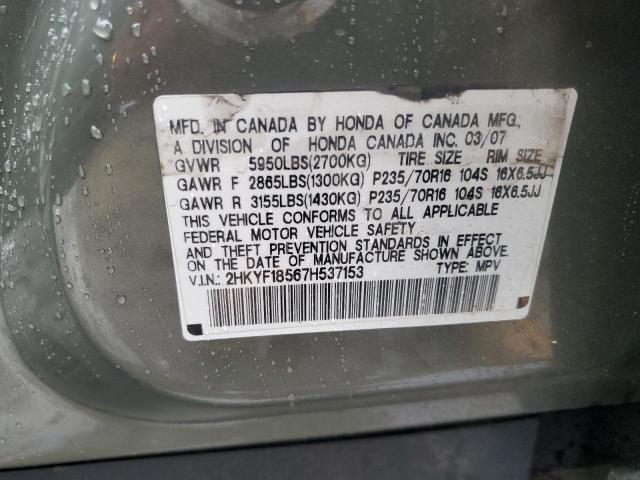 MFD. IN CANADA BY HONDA OF CANADA MFG.,
A DIVISION OF HONDA CANADA INC. 03/07
GVWR 5950LBS(2700KG) TIRE SIZE RIM SIZE
GAWR F 2865LBS(1300KG) P235/70R16 104S 16X6.5JJ
GAWR R 3155LBS(1430KG) P235/70R16 104S 16X6.5JJ
THIS VEHICLE CONFORMS TO ALL APPLICABLE
FEDERAL MOTOR VEHICLE SAFETY
AND THEFT PREVENTION STANDARDS IN EFFECT
ON THE DATE OF MANUFACTURE SHOWN ABOVE.
V.I.N.: 2HKYF18567H537153 TYPE: MPV